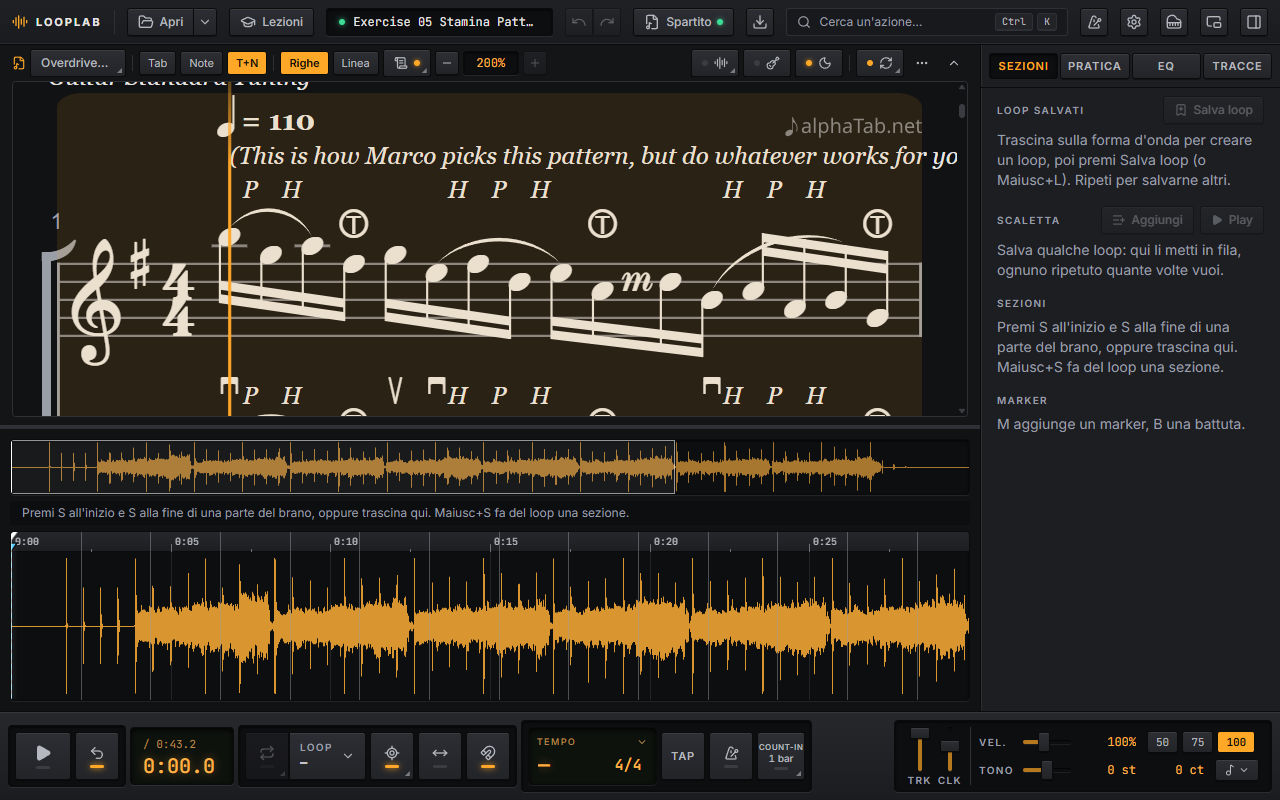 LOOPLAB
Apri
Lezioni
Exercise 05 Stamina Patt…
Spartito
Cerca un'azione...
Ctrl K
Overdrive...
Tab Note T+N
Righe Linea
200%
SEZIONI PRATICA EQ TRACCE
Guitar Standard Tuning
= 110
alphaTab.net
(This is how Marco picks this pattern, but do whatever works for yo
P H H P H H P H
1
T T T
4
4
m
P H H P H H P H
LOOP SALVATI
Salva loop
Trascina sulla forma d'onda per creare
un loop, poi premi Salva loop (o
Maiusc+L). Ripeti per salvarne altri.
SCALETTA
Aggiungi Play
Salva qualche loop: qui li metti in fila,
ognuno ripetuto quante volte vuoi.
SEZIONI
Premi S all'inizio e S alla fine di una
parte del brano, oppure trascina qui.
Maiusc+S fa del loop una sezione.
MARKER
M aggiunge un marker, B una battuta.
Premi S all'inizio e S alla fine di una parte del brano, oppure trascina qui. Maiusc+S fa del loop una sezione.
0:00 0:05 0:10 0:15 0:20 0:25
/ 0:43.2
0:00.0
LOOP
–
TEMPO
– 4/4
TAP
COUNT-IN
1 bar
TRK CLK
VEL. 100% 50 75 100
TONO 0 st 0 ct